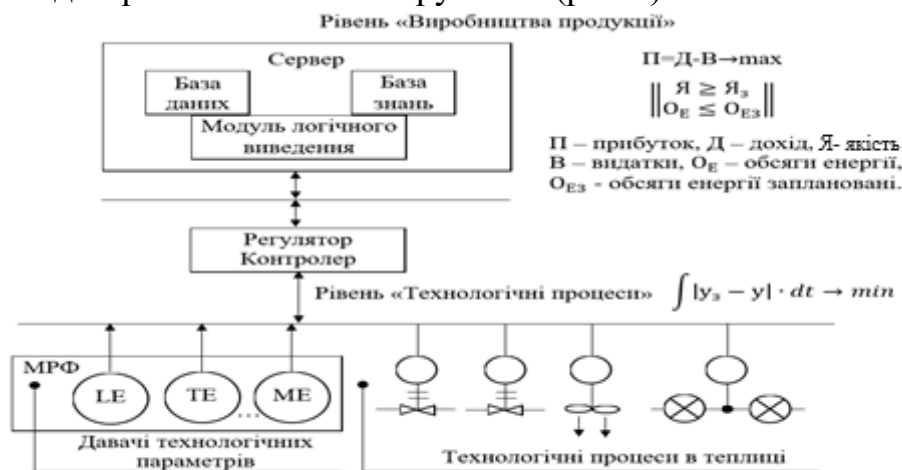 Рівень «Виробництва продукції»
Сервер
База
даних
База
знань
Модуль логічного
виведення
П=Д-В→max
Я ≥ Яз
ОЕ ≤ ОЕЗ
П – прибуток, Д – дохід, Я- якість
В – видатки, ОЕ – обсяги енергії,
ОЕЗ - обсяги енергії заплановані.
Регулятор
Контролер
Рівень «Технологічні процеси» ∫|уз − у| · dt → min
МРФ
LE
TE
...
ME
Давачі технологічних
параметрів
Технологічні процеси в теплиці